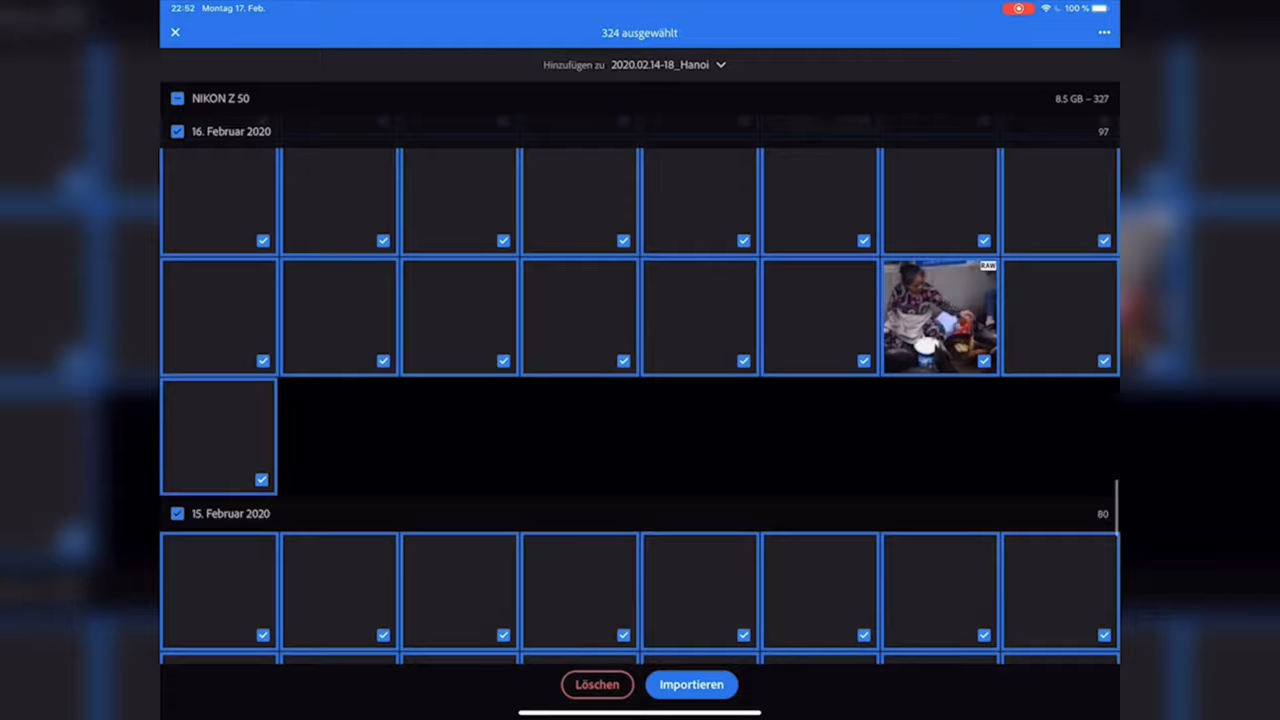 22:52 Montag 17. Feb. 100 %
324 ausgewählt
Hinzufügen zu 2020.02.14-18_Hanoi
NIKON Z 50 8.5 GB – 327
16. Februar 2020 97
RAW
15. Februar 2020 80
Löschen Importieren